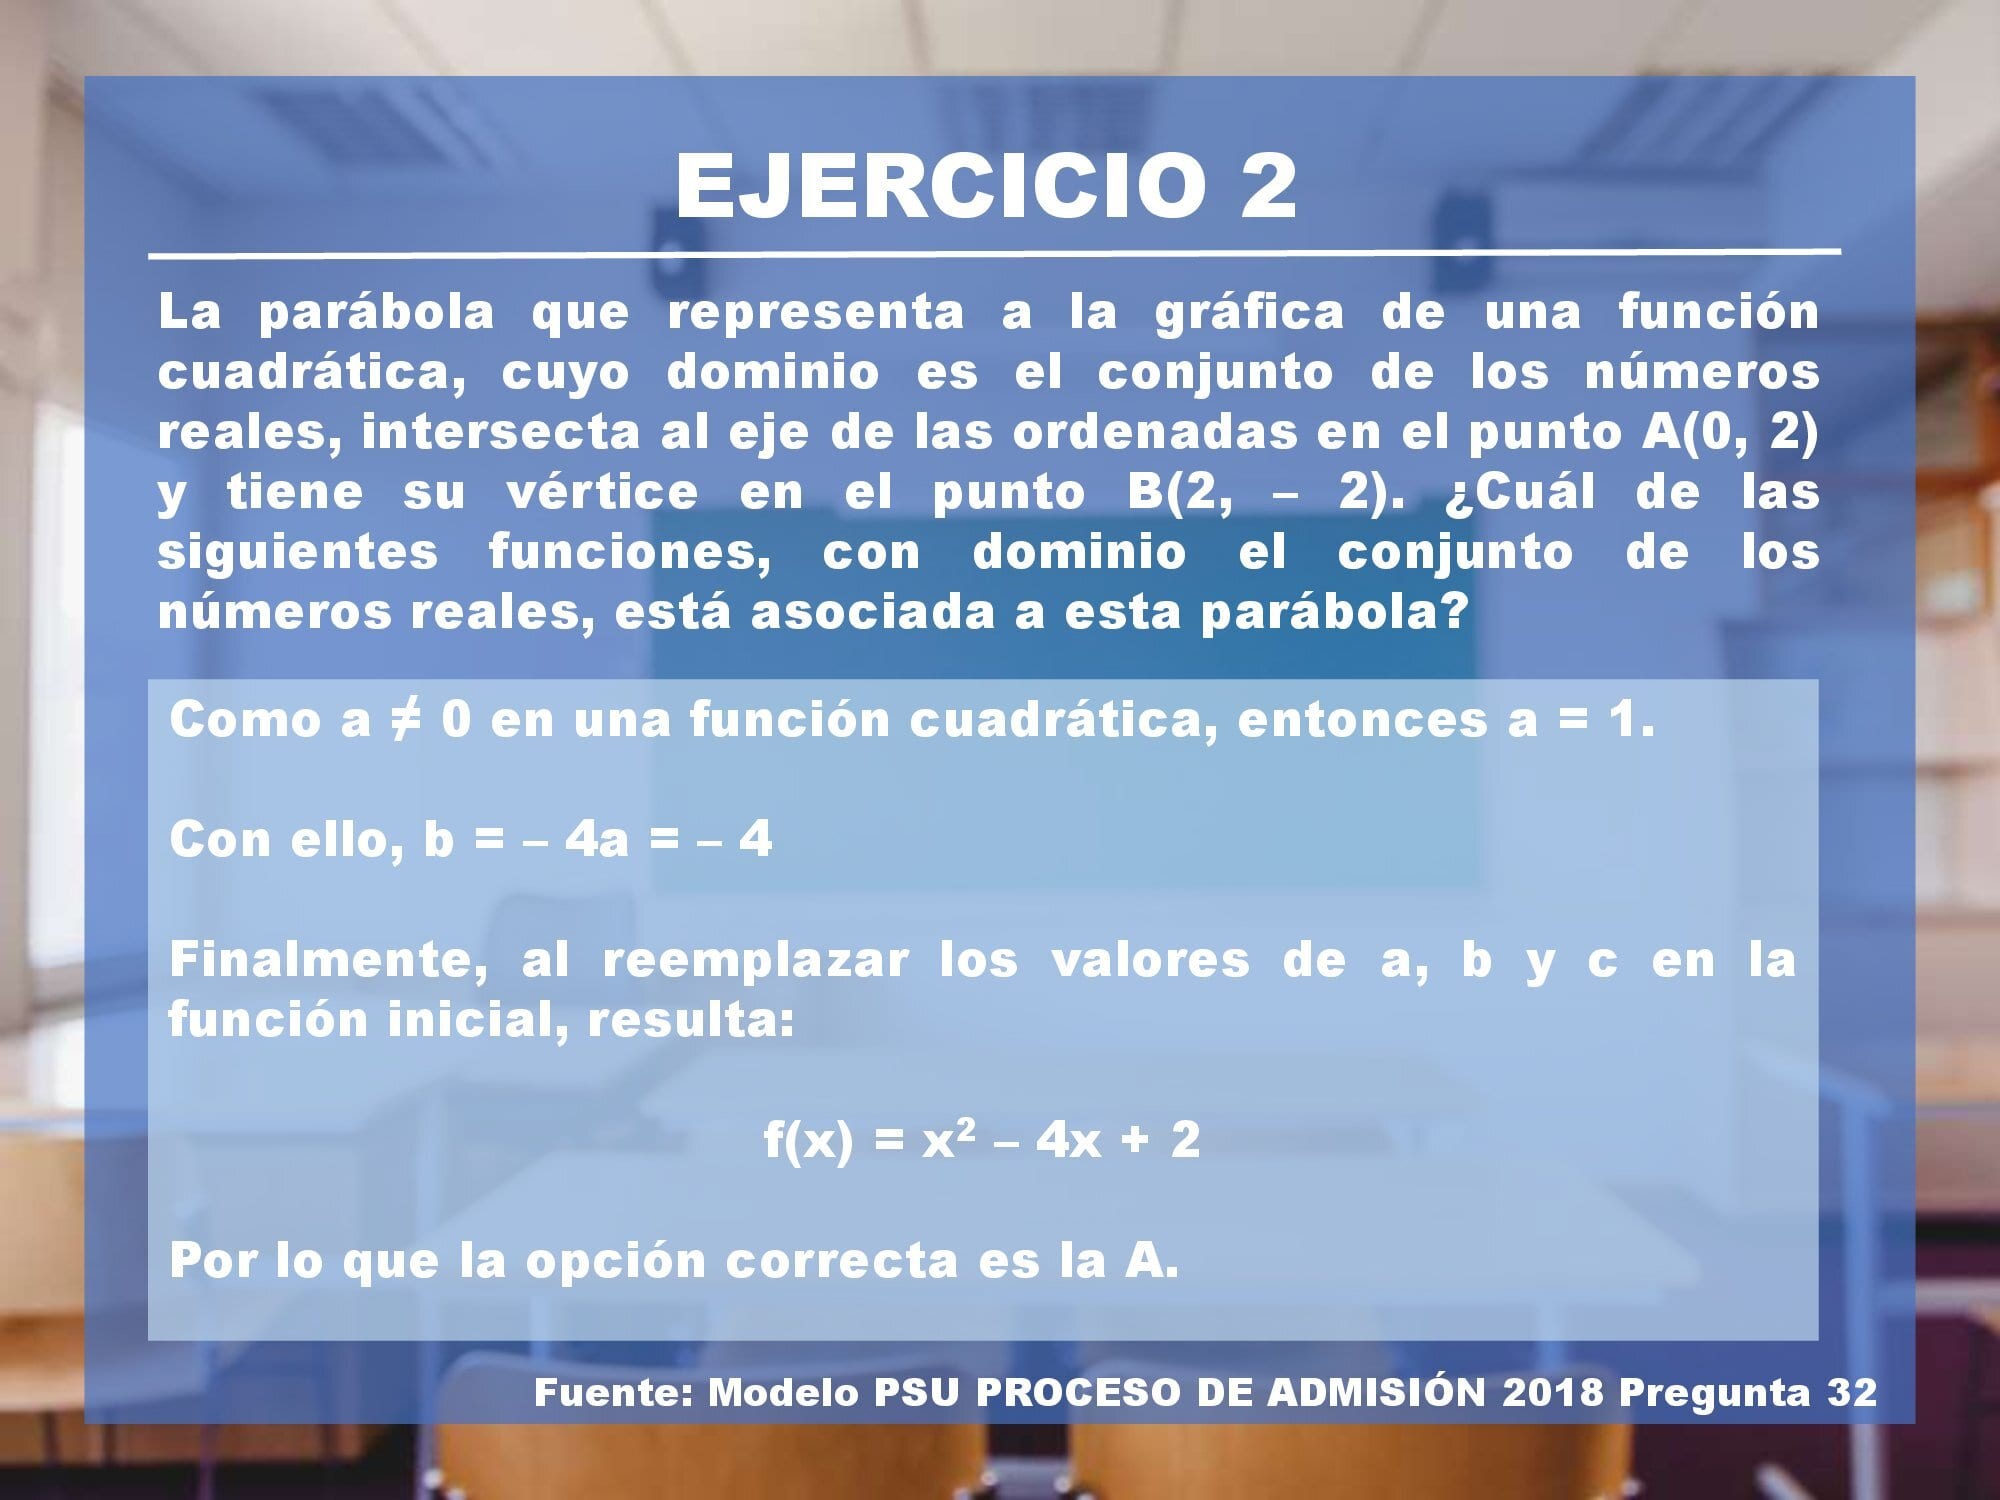 EJERCICIO 2
La parábola que representa a la gráfica de una función
cuadrática, cuyo dominio es el conjunto de los números
reales, intersecta al eje de las ordenadas en el punto A(0, 2)
y tiene su vértice en el punto B(2, – 2). ¿Cuál de las
siguientes funciones, con dominio el conjunto de los
números reales, está asociada a esta parábola?
Como a ≠ 0 en una función cuadrática, entonces a = 1.
Con ello, b = – 4a = – 4
Finalmente, al reemplazar los valores de a, b y c en la
función inicial, resulta:
f(x) = x² – 4x + 2
Por lo que la opción correcta es la A.
Fuente: Modelo PSU PROCESO DE ADMISIÓN 2018 Pregunta 32